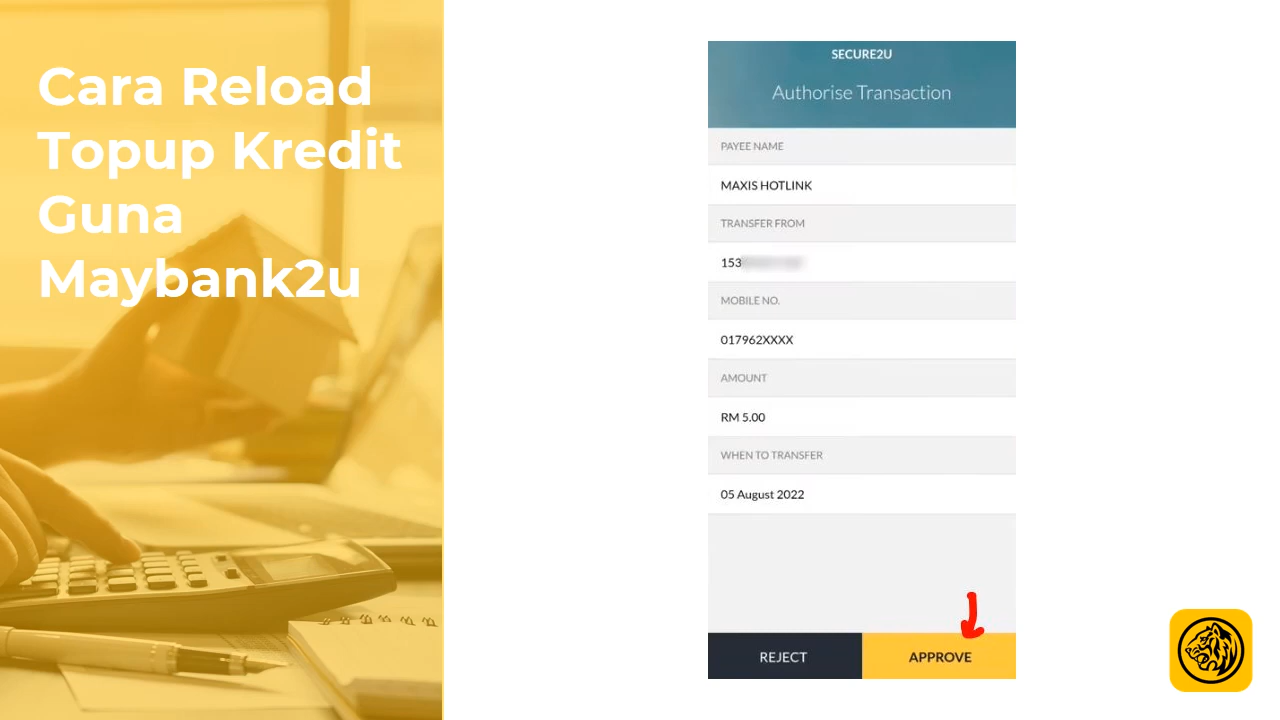 Cara Reload
Topup Kredit
Guna
Maybank2u
SECURE2U
Authorise Transaction
PAYEE NAME
MAXIS HOTLINK
TRANSFER FROM
153
MOBILE NO.
017962XXXX
AMOUNT
RM 5.00
WHEN TO TRANSFER
05 August 2022
REJECT
APPROVE